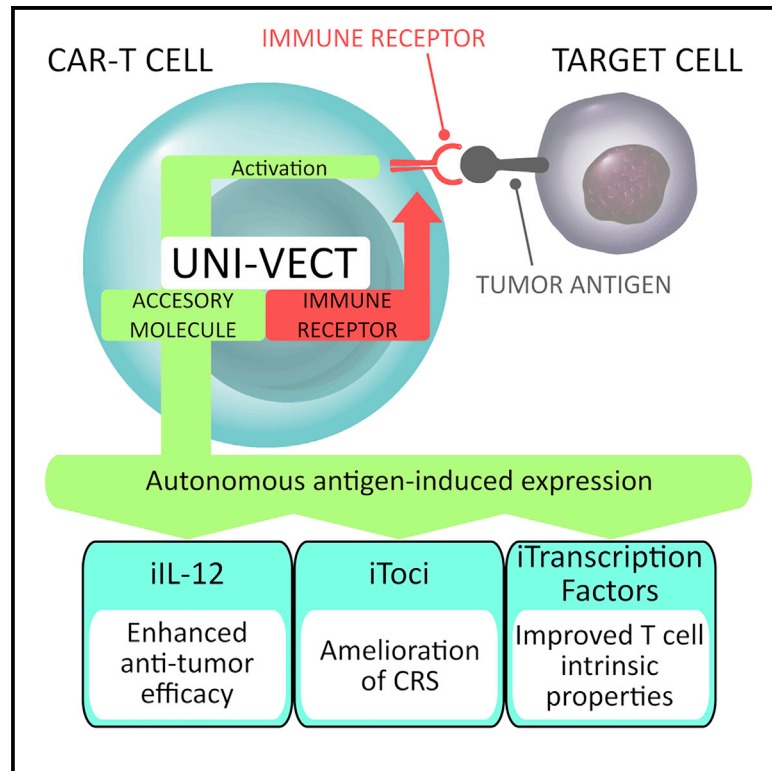 IMMUNE RECEPTOR
CAR-T CELL
TARGET CELL
Activation
UNI-VECT
ACCESORY
MOLECULE
IMMUNE
RECEPTOR
TUMOR ANTIGEN
Autonomous antigen-induced expression
iIL-12
Enhanced
anti-tumor
efficacy
iToci
Amelioration
of CRS
iTranscription
Factors
Improved T cell
intrinsic
properties